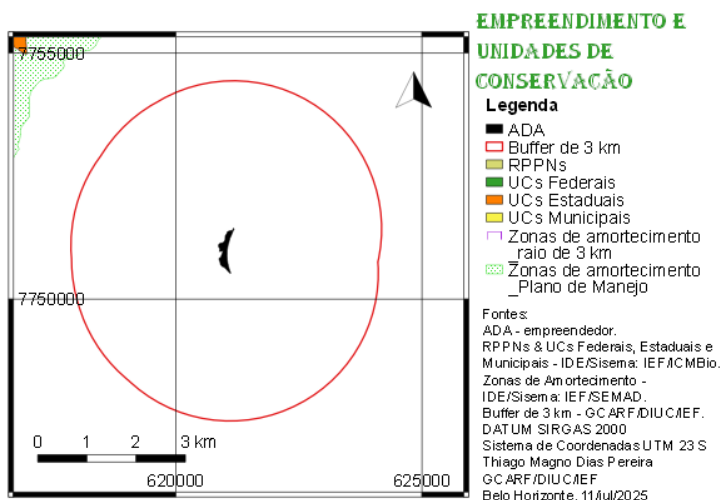 EMPREENDIMENTO E
UNIDADES DE
CONSERVAÇÃO
Legenda
ADA
Buffer de 3 km
RPPNs
UCs Federais
UCs Estaduais
UCs Municipais
Zonas de amortecimento
_raio de 3 km
Zonas de amortecimento
_Plano de Manejo
Fontes:
ADA - empreendedor.
RPPNs & UCs Federais, Estaduais e
Municipais - IDE/Sisema: IEF/ICMBio.
Zonas de Amortecimento -
IDE/Sisema: IEF/SEMAD.
Buffer de 3 km - GCARF/DIUC/IEF.
DATUM SIRGAS 2000
Sistema de Coordenadas UTM 23 S
Thiago Magno Dias Pereira
GCARF/DIUC/IEF
Belo Horizonte, 11/jul/2025
7755000
7750000
0 1 2 3 km
620000 625000